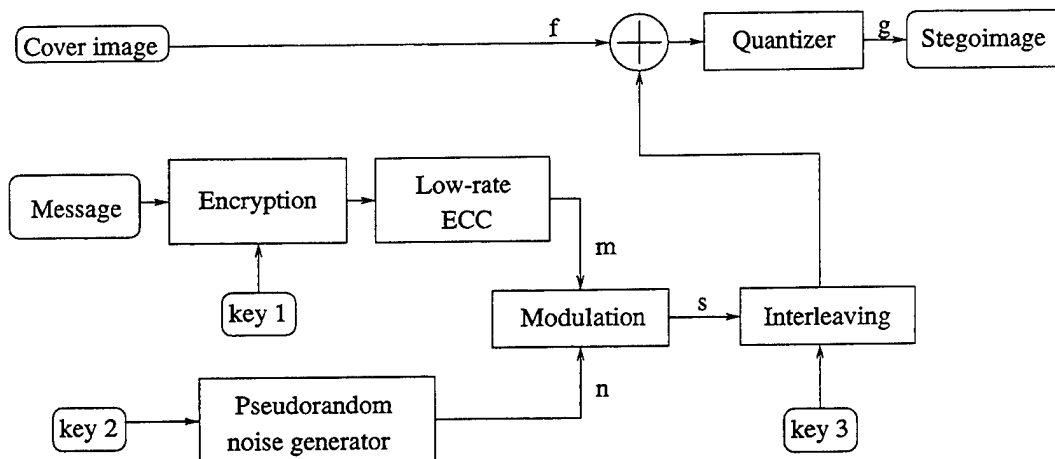 Cover image
f
Quantizer
g
Stegoimage
Message
Encryption
Low-rate
ECC
m
key 1
Modulation
s
Interleaving
n
key 2
Pseudorandom
noise generator
key 3